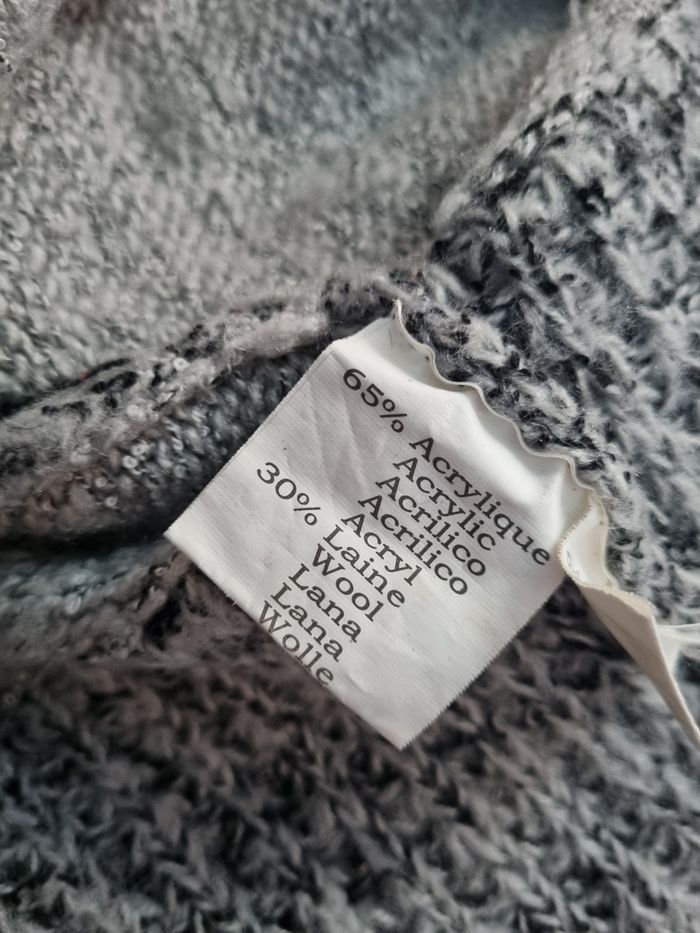 65% Acrylique
Acrylic
Acrilico
Acrilico
Acryl
30% Laine
Wool
Lana
Lana
Wolle